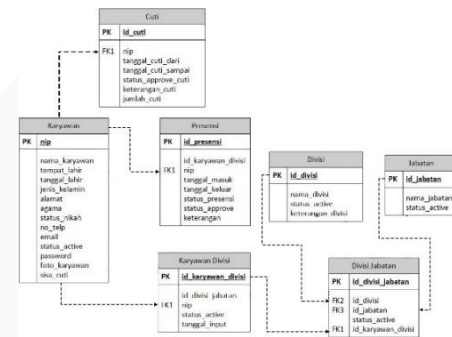 Cuti
PK id_cuti
FK1 nip
tanggal_cuti_dari
tanggal_cuti_sampai
status_approve_cuti
keterangan_cuti
jumlah_cuti
Karyawan
PK nip
nama_karyawan
tempat_lahir
tanggal_lahir
jenis_kelamin
alamat
agama
status_nikah
no_telp
email
status_active
password
foto_karyawan
sisa_cuti
Presensi
PK id_presensi
id_karyawan_divisi
FK1 nip
tanggal_masuk
tanggal_keluar
status_presensi
status_approve
keterangan
Divisi
PK id_divisi
nama_divisi
status_active
keterangan_divisi
Jabatan
PK id_jabatan
nama_jabatan
status_active
Karyawan Divisi
PK id_karyawan_divisi
id_divisi_jabatan
FK1 nip
status_active
tanggal_input
Divisi Jabatan
PK id_divisi_jabatan
FK2 id_divisi
FK3 id_jabatan
status_active
FK1 id_karyawan_divisi